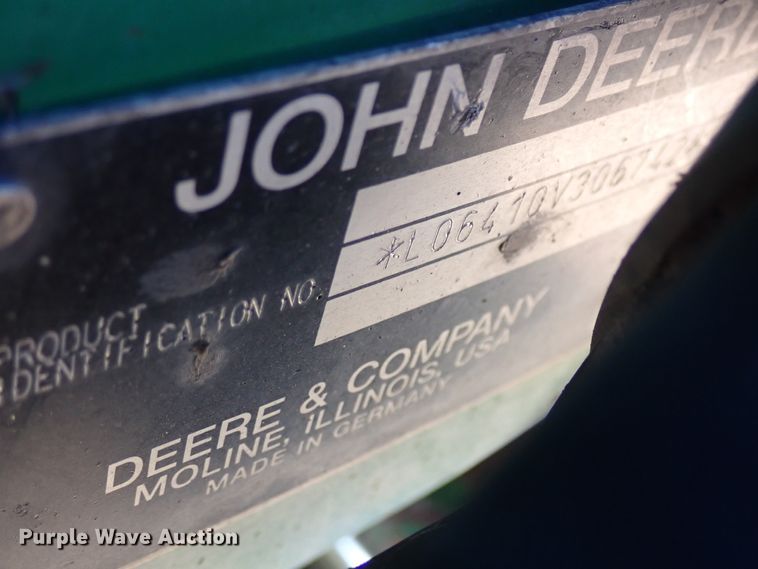 JOHN DEERE
*L06410V306742
PRODUCT
IDENTIFICATION NO.
DEERE & COMPANY
MOLINE, ILLINOIS, USA
MADE IN GERMANY
Purple Wave Auction